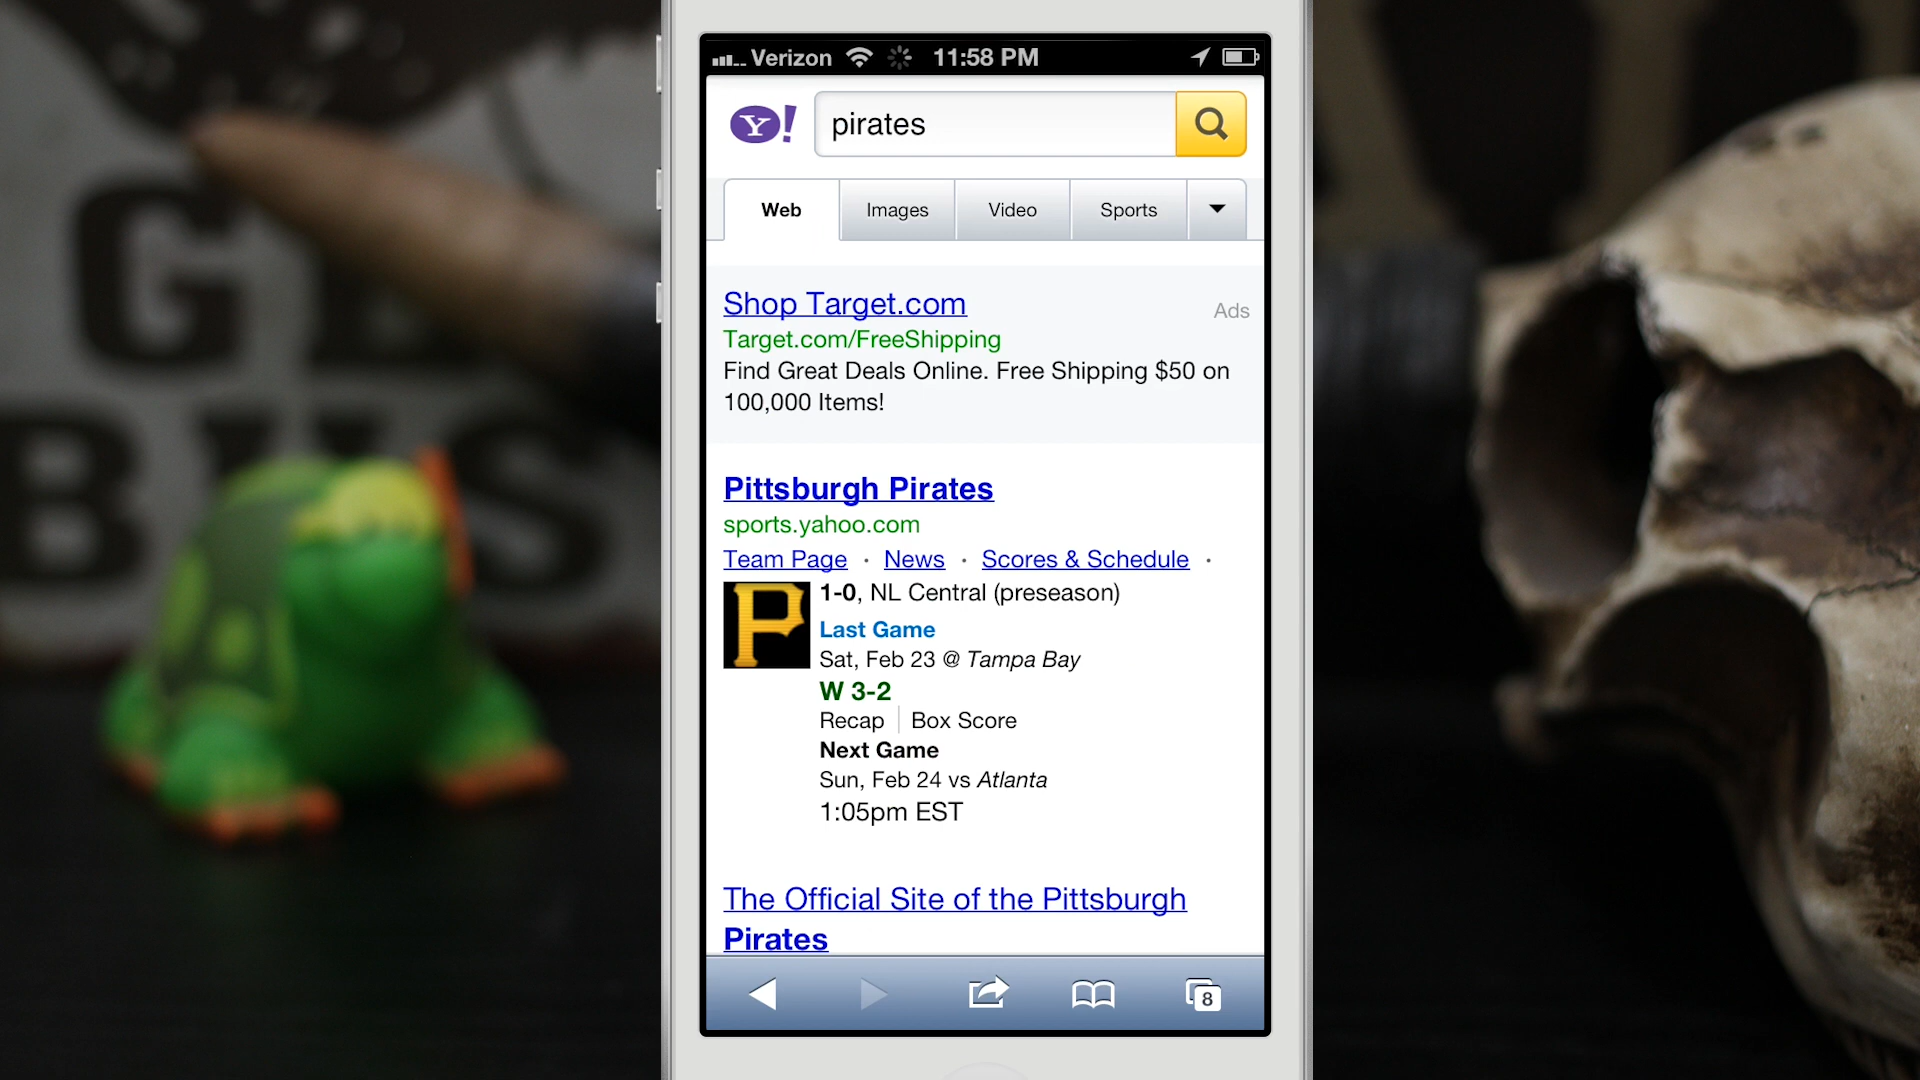 Verizon 11:58 PM
Y! pirates
Web Images Video Sports
Shop Target.com Ads
Target.com/FreeShipping
Find Great Deals Online. Free Shipping $50 on
100,000 Items!
Pittsburgh Pirates
sports.yahoo.com
Team Page · News · Scores & Schedule ·
P 1-0, NL Central (preseason)
Last Game
Sat, Feb 23 @ Tampa Bay
W 3-2
Recap | Box Score
Next Game
Sun, Feb 24 vs Atlanta
1:05pm EST
The Official Site of the Pittsburgh
Pirates
8